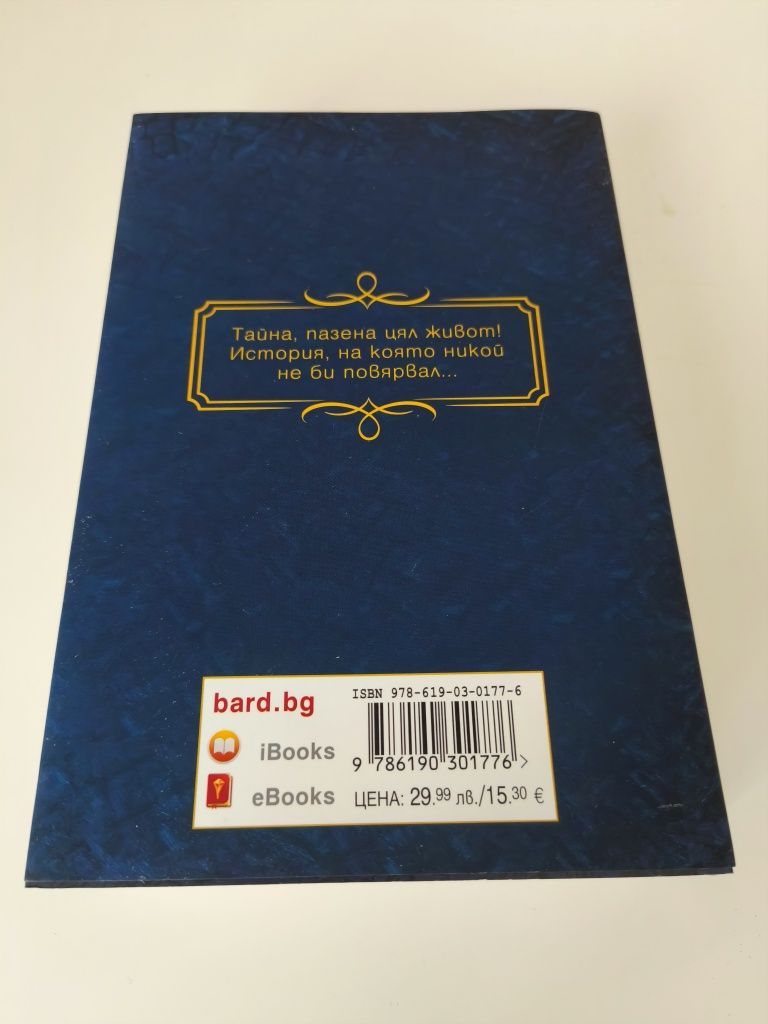 Тайна, пазена цял живот!
История, на която никой
не би повярвал...
bard.bg
iBooks
eBooks
ISBN 978-619-03-0177-6
9 786190 301776 >
ЦЕНА: 29.99 лв./15.30 €